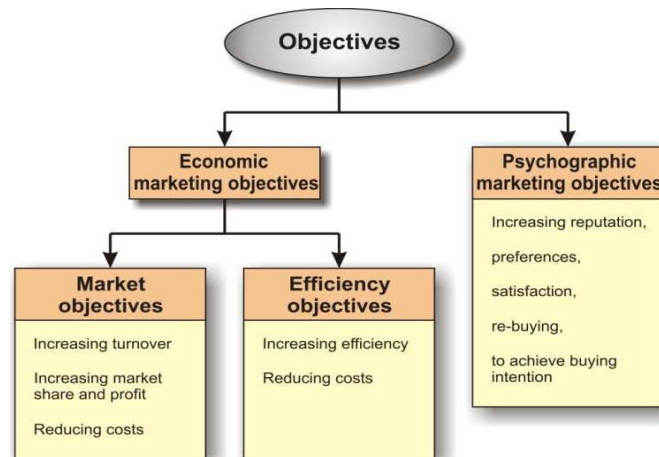 Objectives
Economic
marketing objectives
Psychographic
marketing objectives
Increasing reputation,
preferences,
satisfaction,
re-buying,
to achieve buying
intention
Market
objectives
Increasing turnover
Increasing market
share and profit
Reducing costs
Efficiency
objectives
Increasing efficiency
Reducing costs